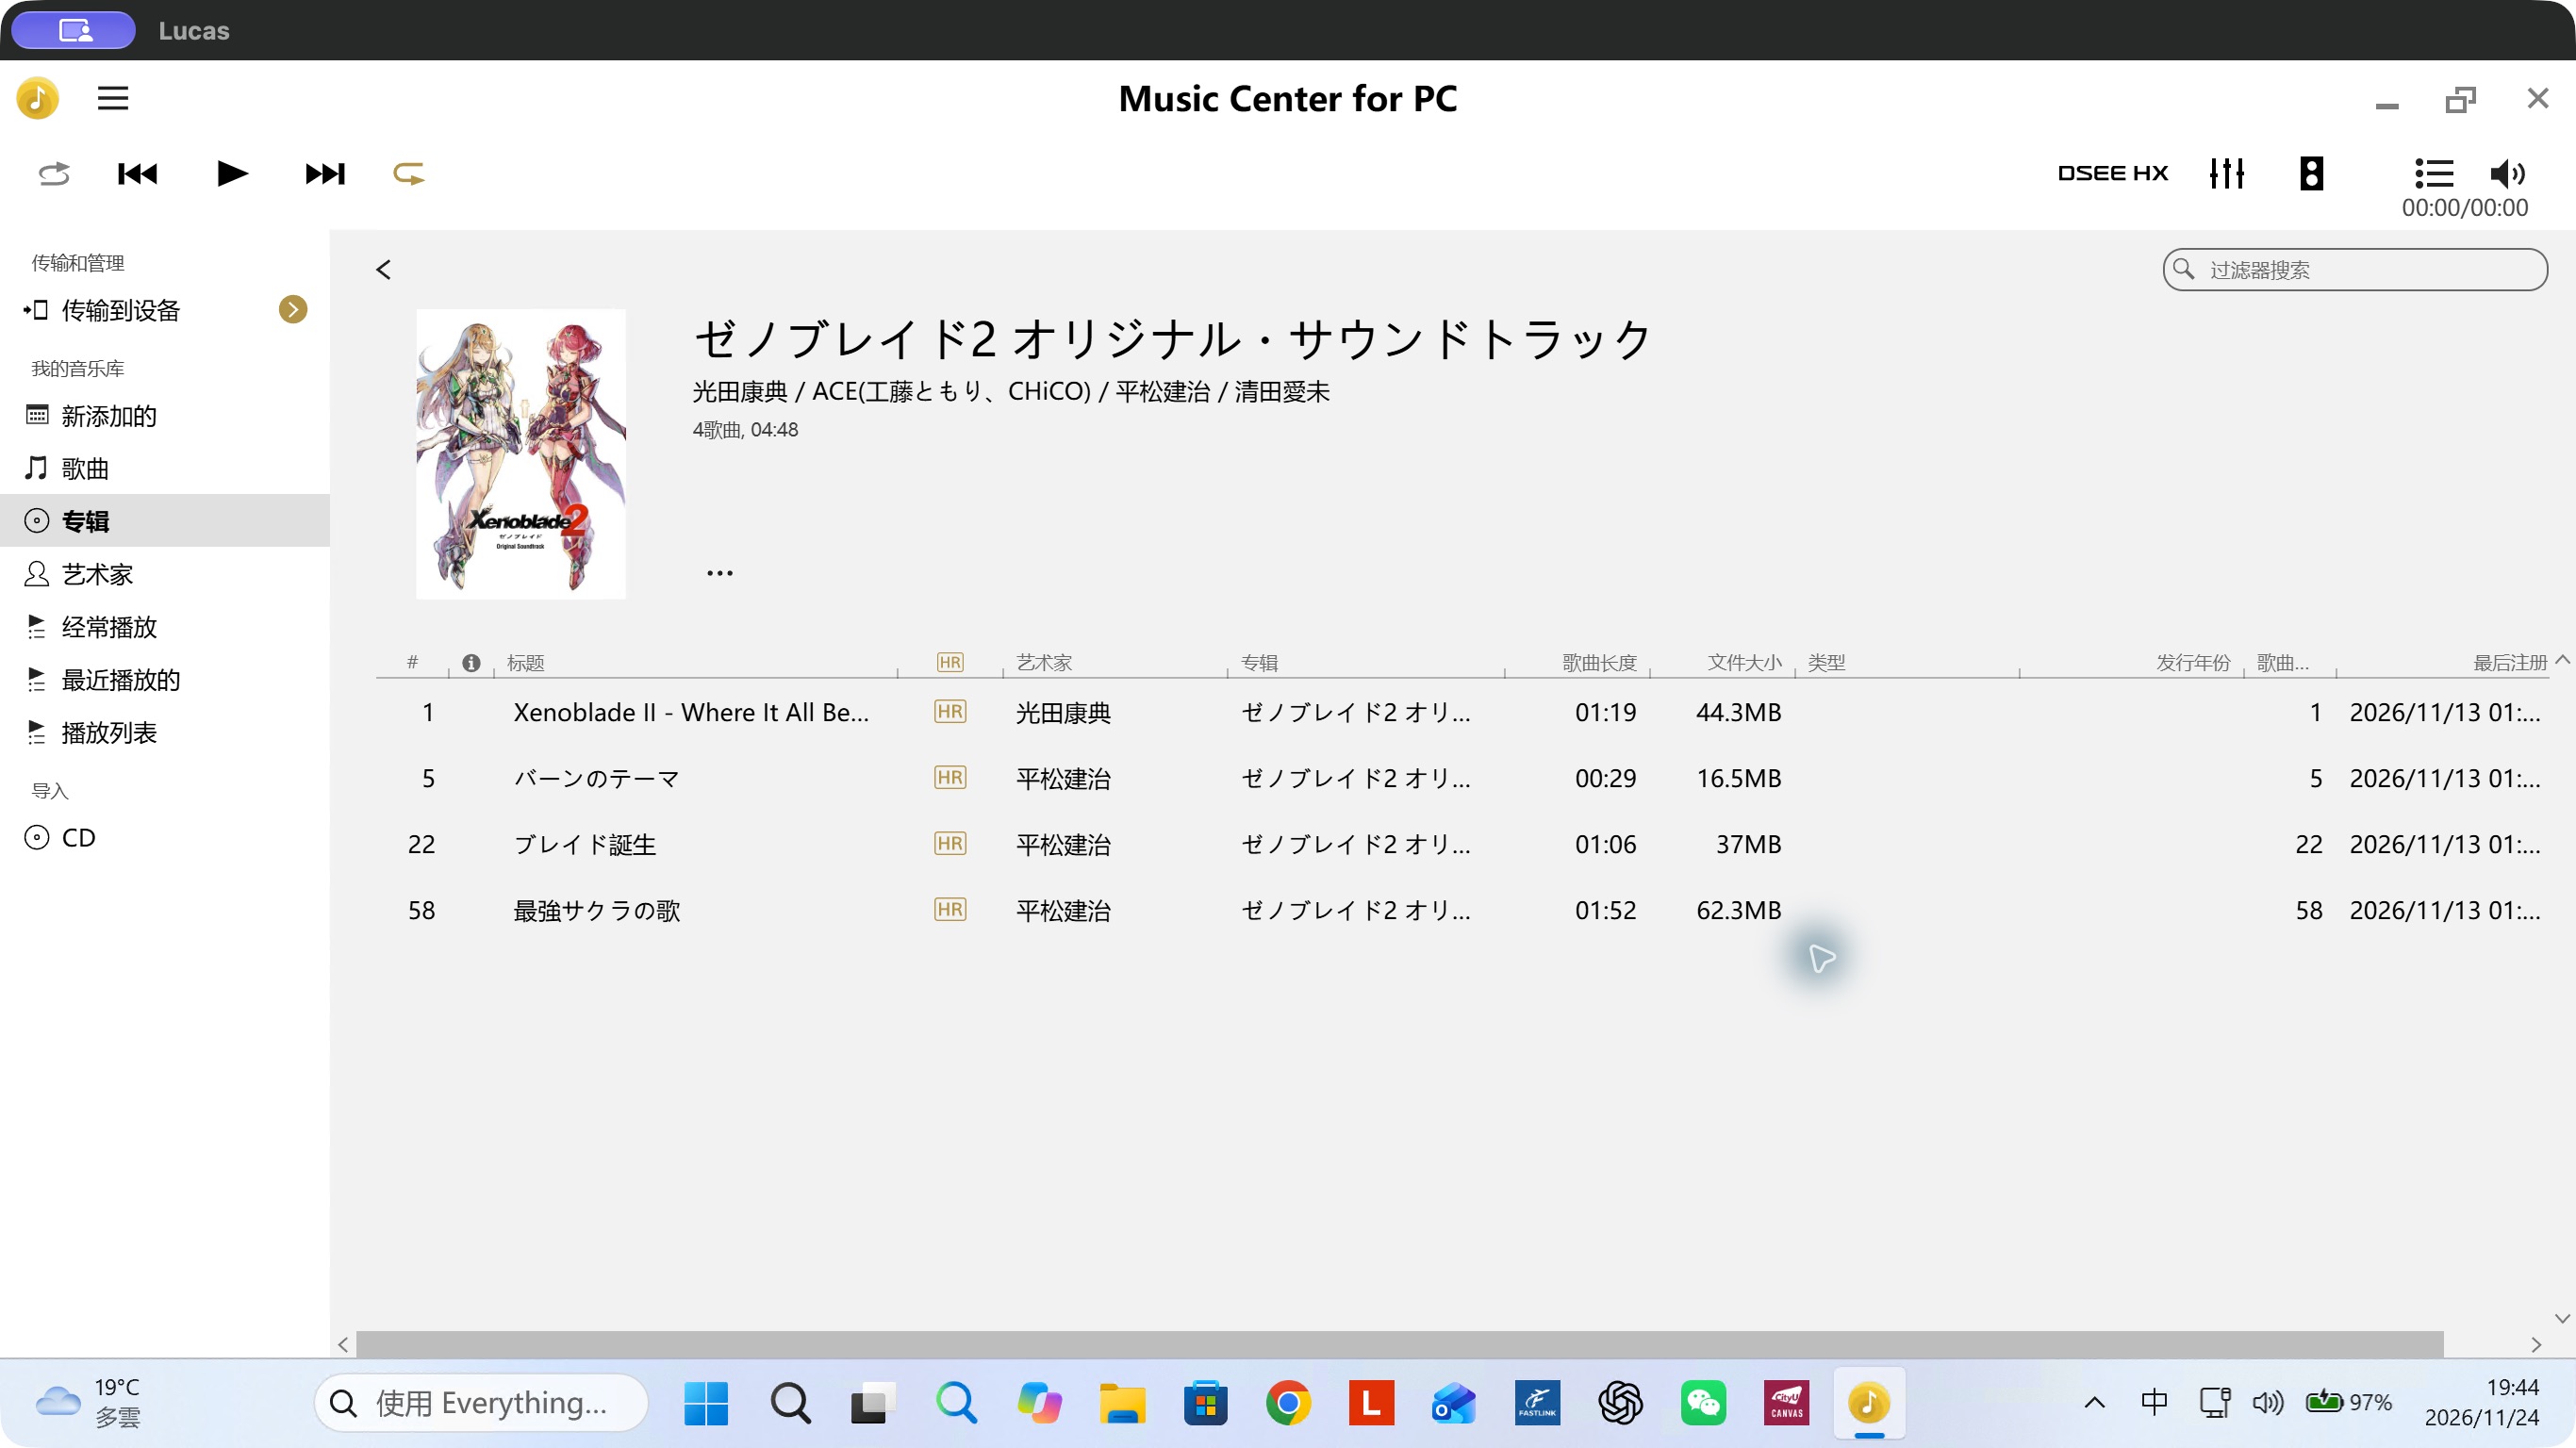 Lucas
Music Center for PC
DSEE HX
00:00/00:00
传输和管理
传输到设备
我的音乐库
新添加的
歌曲
专辑
艺术家
经常播放
最近播放的
播放列表
导入
CD
过滤器搜索
ゼノブレイド2 オリジナル・サウンドトラック
光田康典 / ACE(工藤ともり、CHiCO) / 平松建治 / 清田愛未
4歌曲, 04:48
Xenoblade2
ゼノブレイド
Original Soundtrack
...
# 标题 HR 艺术家 专辑 歌曲长度 文件大小 类型 发行年份 歌曲... 最后注册
1 Xenoblade II - Where It All Be... HR 光田康典 ゼノブレイド2 オリ... 01:19 44.3MB 1 2026/11/13 01:...
5 バーンのテーマ HR 平松建治 ゼノブレイド2 オリ... 00:29 16.5MB 5 2026/11/13 01:...
22 ブレイド誕生 HR 平松建治 ゼノブレイド2 オリ... 01:06 37MB 22 2026/11/13 01:...
58 最強サクラの歌 HR 平松建治 ゼノブレイド2 オリ... 01:52 62.3MB 58 2026/11/13 01:...
19°C
多雲
使用 Everything...
L
FASTLINK
CityU
CANVAS
中
97%
19:44
2026/11/24